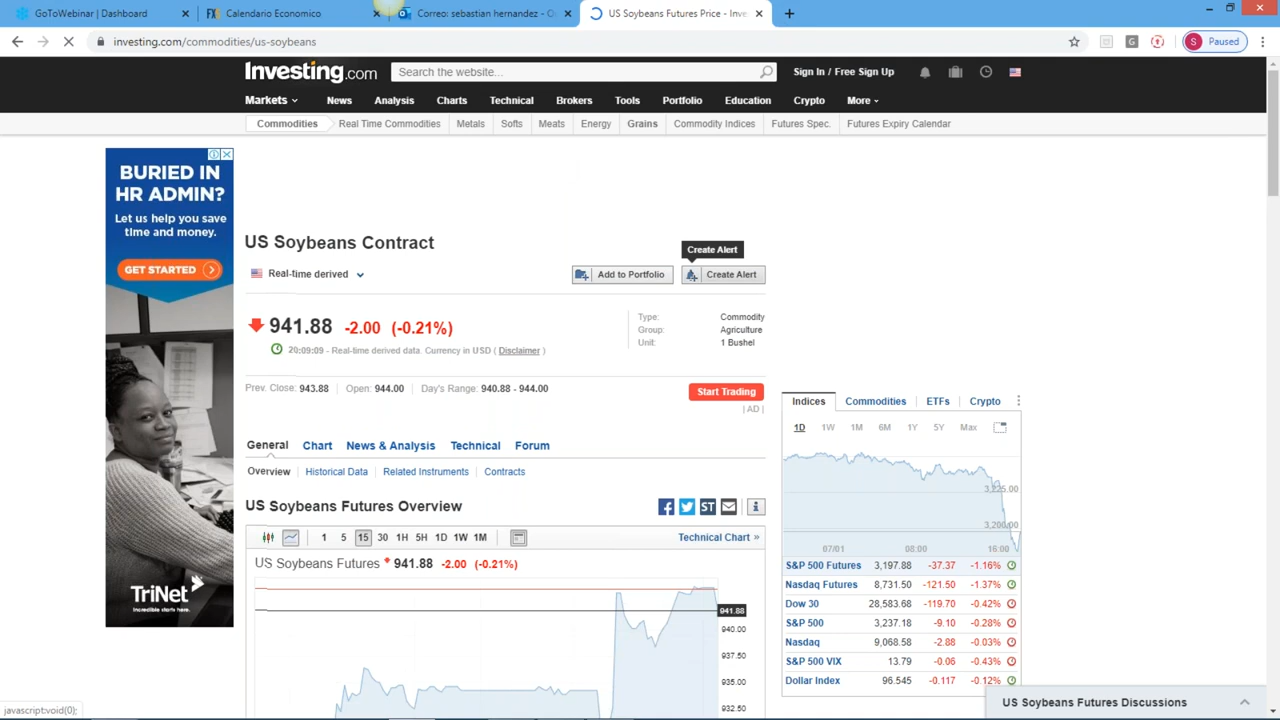 GoToWebinar | Dashboard
Calendario Economico
Correo: sebastian hernandez - O
US Soybeans Futures Price - Inve
investing.com/commodities/us-soybeans
S Paused
Investing.com
Search the website...
Sign In / Free Sign Up
Markets
News
Analysis
Charts
Technical
Brokers
Tools
Portfolio
Education
Crypto
More
Commodities
Real Time Commodities
Metals
Softs
Meats
Energy
Grains
Commodity Indices
Futures Spec.
Futures Expiry Calendar
BURIED IN
HR ADMIN?
Let us help you save
time and money.
GET STARTED
TriNet
Incredible starts here.
US Soybeans Contract
Create Alert
Real-time derived
Add to Portfolio
Create Alert
941.88 -2.00 (-0.21%)
20:09:09 - Real-time derived data. Currency in USD ( Disclaimer )
Type: Commodity
Group: Agriculture
Unit: 1 Bushel
Prev. Close: 943.88 Open: 944.00 Day's Range: 940.88 - 944.00
Start Trading
| AD |
General Chart News & Analysis Technical Forum
Overview Historical Data Related Instruments Contracts
US Soybeans Futures Overview
ST
1 5 15 30 1H 5H 1D 1W 1M
Technical Chart »
US Soybeans Futures 941.88 -2.00 (-0.21%)
941.88
940.00
937.50
935.00
932.50
Indices Commodities ETFs Crypto
1D 1W 1M 6M 1Y 5Y Max
3,225.00
3,200.00
07/01 08:00 16:00
S&P 500 Futures 3,197.88 -37.37 -1.16%
Nasdaq Futures 8,731.50 -121.50 -1.37%
Dow 30 28,583.68 -119.70 -0.42%
S&P 500 3,237.18 -9.10 -0.28%
Nasdaq 9,068.58 -2.88 -0.03%
S&P 500 VIX 13.79 -0.06 -0.43%
Dollar Index 96.545 -0.117 -0.12%
US Soybeans Futures Discussions
javascript:void(0);